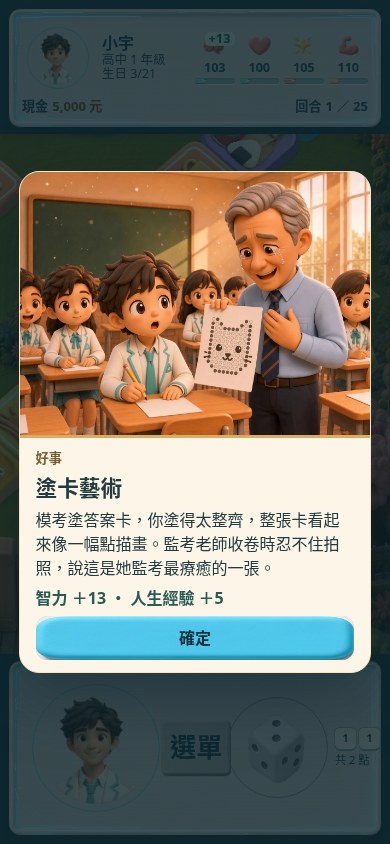 小宇
高中 1 年級
生日 3/21
+13
103
100
105
110
現金 5,000 元
回合 1 ／ 25
好事
塗卡藝術
模考塗答案卡，你塗得太整齊，整張卡看起
來像一幅點描畫。監考老師收卷時忍不住拍
照，說這是她監考最療癒的一張。
智力 ＋13 · 人生經驗 ＋5
確定
選單
1 1
共 2 點